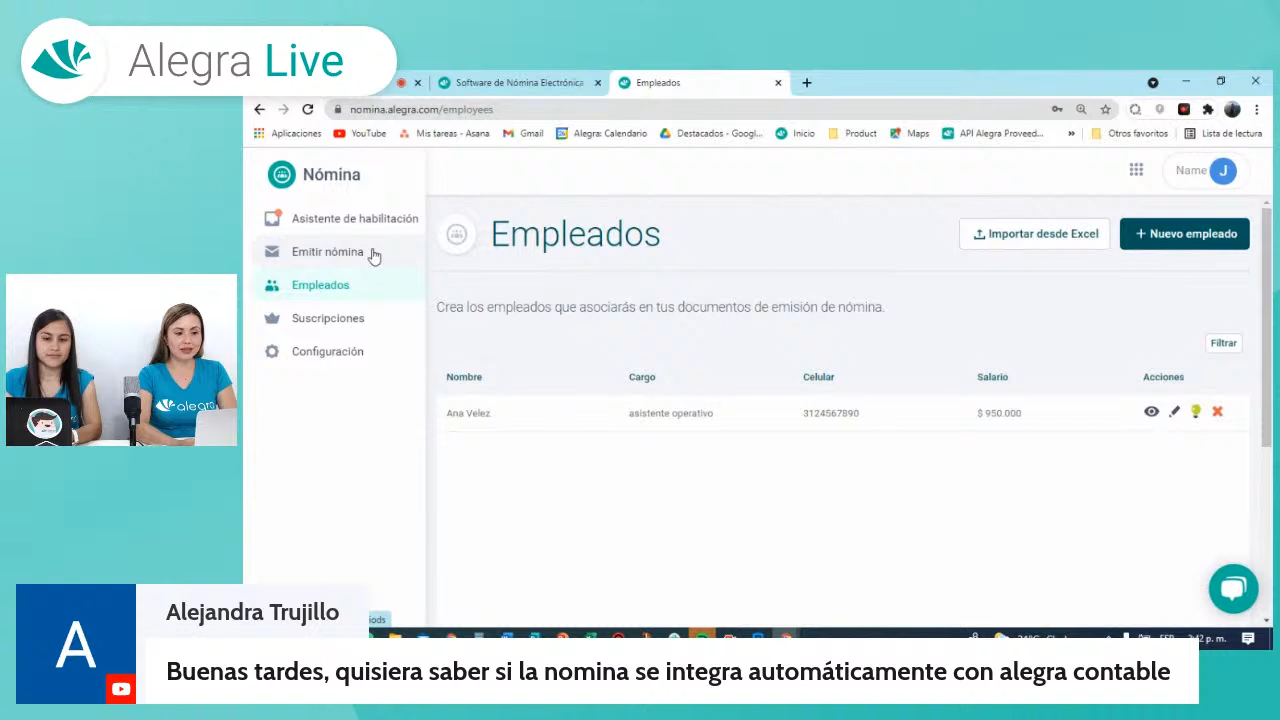 Alegra Live
Software de Nómina Electrónica
Empleados
nomina.alegra.com/employees
Aplicaciones
YouTube
Mis tareas - Asana
Gmail
Alegra: Calendario
Destacados - Googl...
Inicio
Product
Maps
API Alegra Proveed...
»
Otros favoritos
Lista de lectura
Nómina
Name J
Asistente de habilitación
Emitir nómina
Empleados
Suscripciones
Configuración
Empleados
Importar desde Excel
+ Nuevo empleado
Crea los empleados que asociarás en tus documentos de emisión de nómina.
Filtrar
Nombre Cargo Celular Salario Acciones
Ana Velez asistente operativo 3124567890 $ 950.000
alegra
A
Alejandra Trujillo
Buenas tardes, quisiera saber si la nomina se integra automáticamente con alegra contable